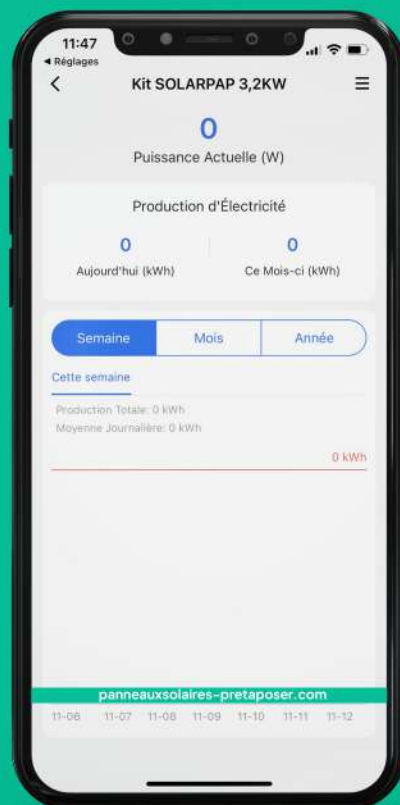 11:47
◀ Réglages
Kit SOLARPAP 3,2KW
0
Puissance Actuelle (W)
Production d'Électricité
0 0
Aujourd'hui (kWh) Ce Mois-ci (kWh)
Semaine Mois Année
Cette semaine
Production Totale: 0 kWh
Moyenne Journalière: 0 kWh
0 kWh
panneauxsolaires-pretaposer.com
11-06 11-07 11-08 11-09 11-10 11-11 11-12